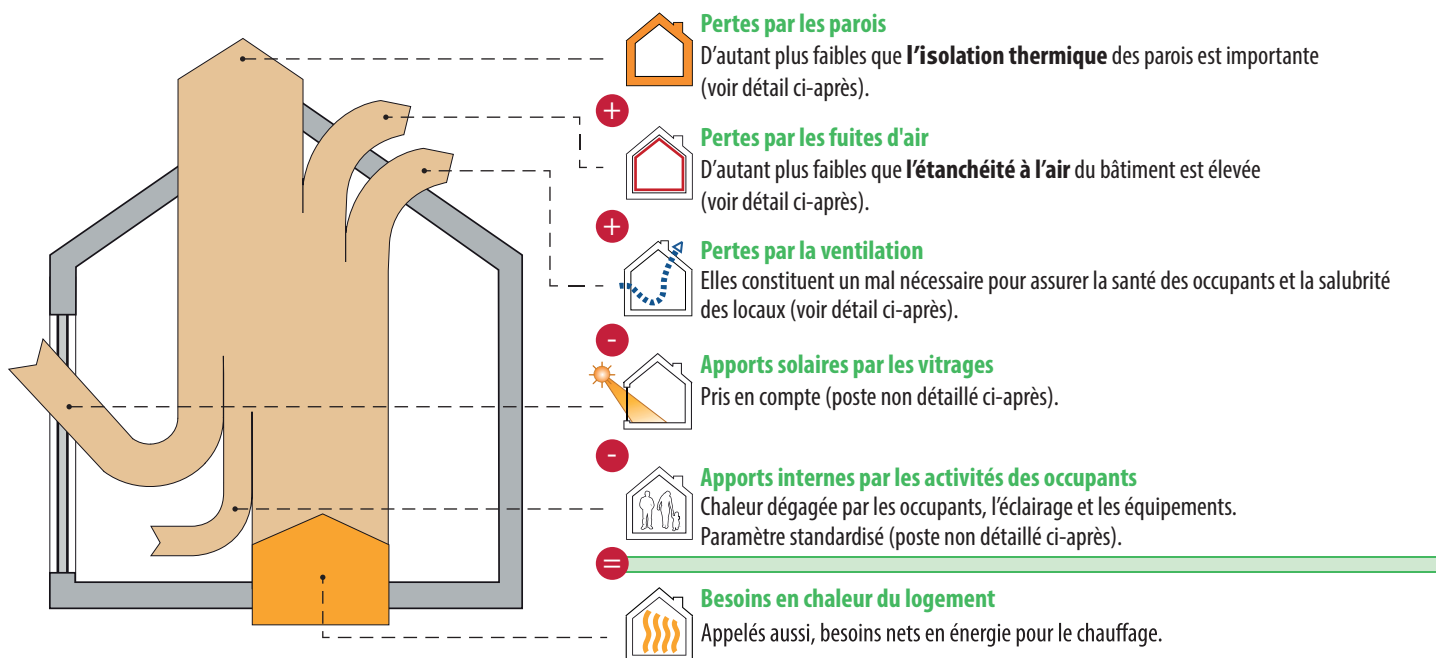 Pertes par les parois
D'autant plus faibles que l'isolation thermique des parois est importante
(voir détail ci-après).
+
Pertes par les fuites d'air
D'autant plus faibles que l'étanchéité à l'air du bâtiment est élevée
(voir détail ci-après).
+
Pertes par la ventilation
Elles constituent un mal nécessaire pour assurer la santé des occupants et la salubrité
des locaux (voir détail ci-après).
-
Apports solaires par les vitrages
Pris en compte (poste non détaillé ci-après).
-
Apports internes par les activités des occupants
Chaleur dégagée par les occupants, l'éclairage et les équipements.
Paramètre standardisé (poste non détaillé ci-après).
=
Besoins en chaleur du logement
Appelés aussi, besoins nets en énergie pour le chauffage.